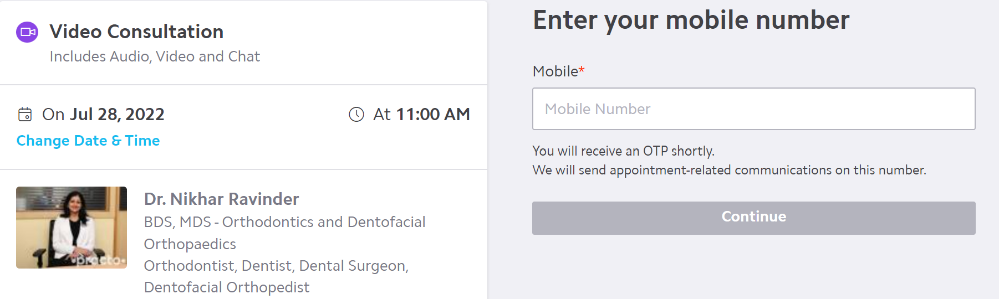 Video Consultation
Includes Audio, Video and Chat
On Jul 28, 2022
At 11:00 AM
Change Date & Time
Dr. Nikhar Ravinder
BDS, MDS - Orthodontics and Dentofacial
Orthopaedics
Orthodontist, Dentist, Dental Surgeon,
Dentofacial Orthopedist
•practo•
Enter your mobile number
Mobile*
Mobile Number
You will receive an OTP shortly.
We will send appointment-related communications on this number.
Continue